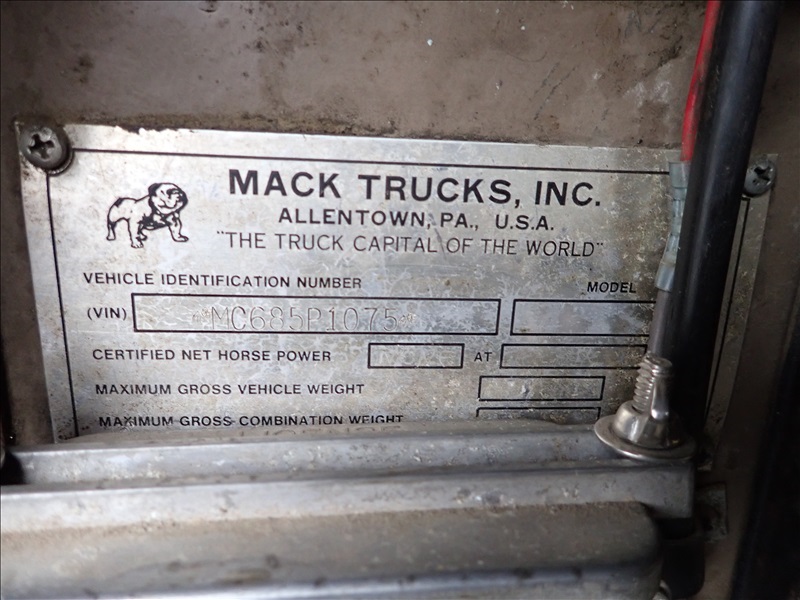 MACK TRUCKS, INC.
ALLENTOWN, PA., U.S.A.
"THE TRUCK CAPITAL OF THE WORLD"
VEHICLE IDENTIFICATION NUMBER
MODEL
(VIN) MC685P1075
CERTIFIED NET HORSE POWER AT
MAXIMUM GROSS VEHICLE WEIGHT
MAXIMUM GROSS COMBINATION WEIGHT